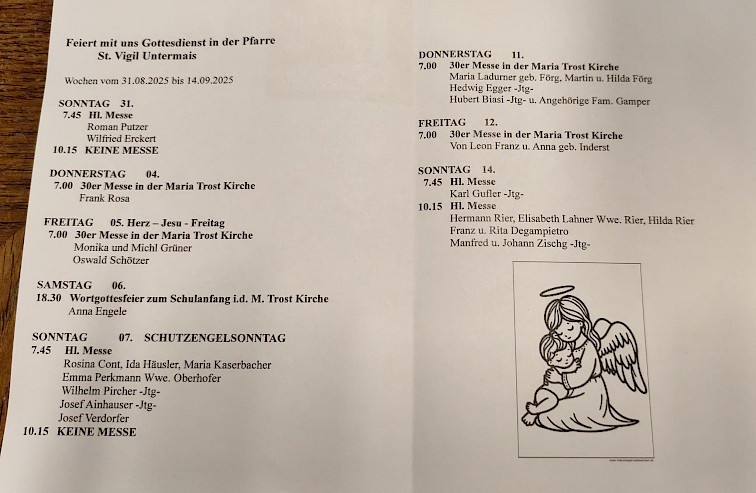 Feiert mit uns Gottesdienst in der Pfarre
St. Vigil Untermais
Wochen vom 31.08.2025 bis 14.09.2025
SONNTAG 31.
7.45 Hl. Messe
Roman Putzer
Wilfried Erckert
10.15 KEINE MESSE
DONNERSTAG 04.
7.00 30er Messe in der Maria Trost Kirche
Frank Rosa
FREITAG 05. Herz – Jesu - Freitag
7.00 30er Messe in der Maria Trost Kirche
Monika und Michl Grüner
Oswald Schötzer
SAMSTAG 06.
18.30 Wortgottesfeier zum Schulanfang i.d. M. Trost Kirche
Anna Engele
SONNTAG 07. SCHUTZENGELSONNTAG
7.45 Hl. Messe
Rosina Cont, Ida Häusler, Maria Kaserbacher
Emma Perkmann Wwe. Oberhofer
Wilhelm Pircher -Jtg-
Josef Ainhauser -Jtg-
Josef Verdorfer
10.15 KEINE MESSE
DONNERSTAG 11.
7.00 30er Messe in der Maria Trost Kirche
Maria Ladurner geb. Förg, Martin u. Hilda Förg
Hedwig Egger -Jtg-
Hubert Biasi -Jtg- u. Angehörige Fam. Gamper
FREITAG 12.
7.00 30er Messe in der Maria Trost Kirche
Von Leon Franz u. Anna geb. Inderst
SONNTAG 14.
7.45 Hl. Messe
Karl Gufler -Jtg-
10.15 Hl. Messe
Hermann Rier, Elisabeth Lahner Wwe. Rier, Hilda Rier
Franz u. Rita Degampietro
Manfred u. Johann Zischg -Jtg-